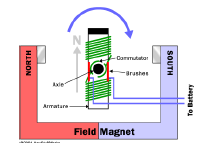 N
NORTH
SOUTH
Commutator
Axle
Brushes
Armature
To Battery
Field Magnet